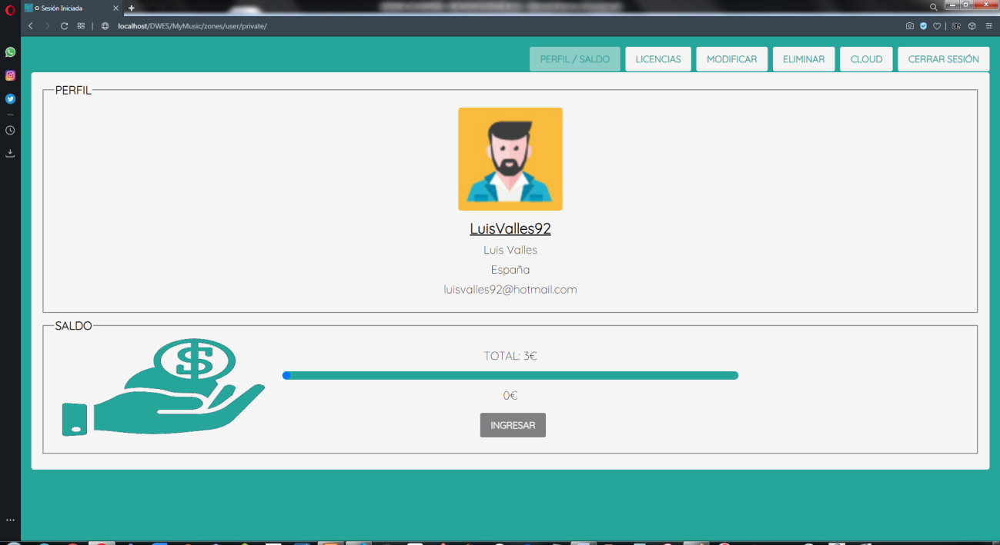 Sesión Iniciada
localhost/DWES/MyMusic/zones/user/private/
PERFIL / SALDO
LICENCIAS
MODIFICAR
ELIMINAR
CLOUD
CERRAR SESIÓN
PERFIL
LuisValles92
Luis Valles
España
luisvalles92@hotmail.com
SALDO
$
TOTAL: 3€
0€
INGRESAR